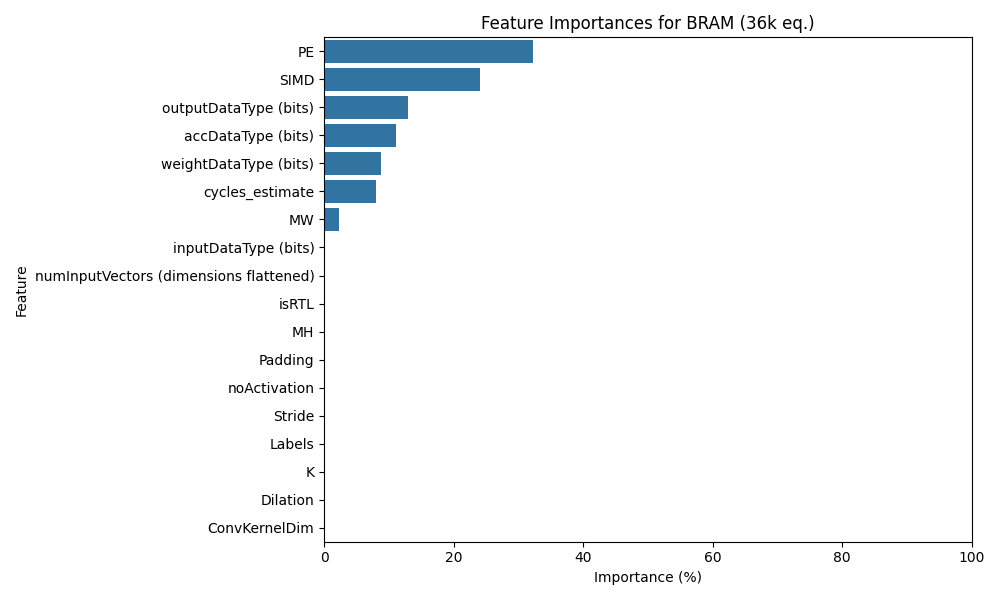 Feature Importances for BRAM (36k eq.)
PE
SIMD
outputDataType (bits)
accDataType (bits)
weightDataType (bits)
cycles_estimate
MW
inputDataType (bits)
numInputVectors (dimensions flattened)
isRTL
MH
Padding
noActivation
Stride
Labels
K
Dilation
ConvKernelDim
Feature
0 20 40 60 80 100
Importance (%)